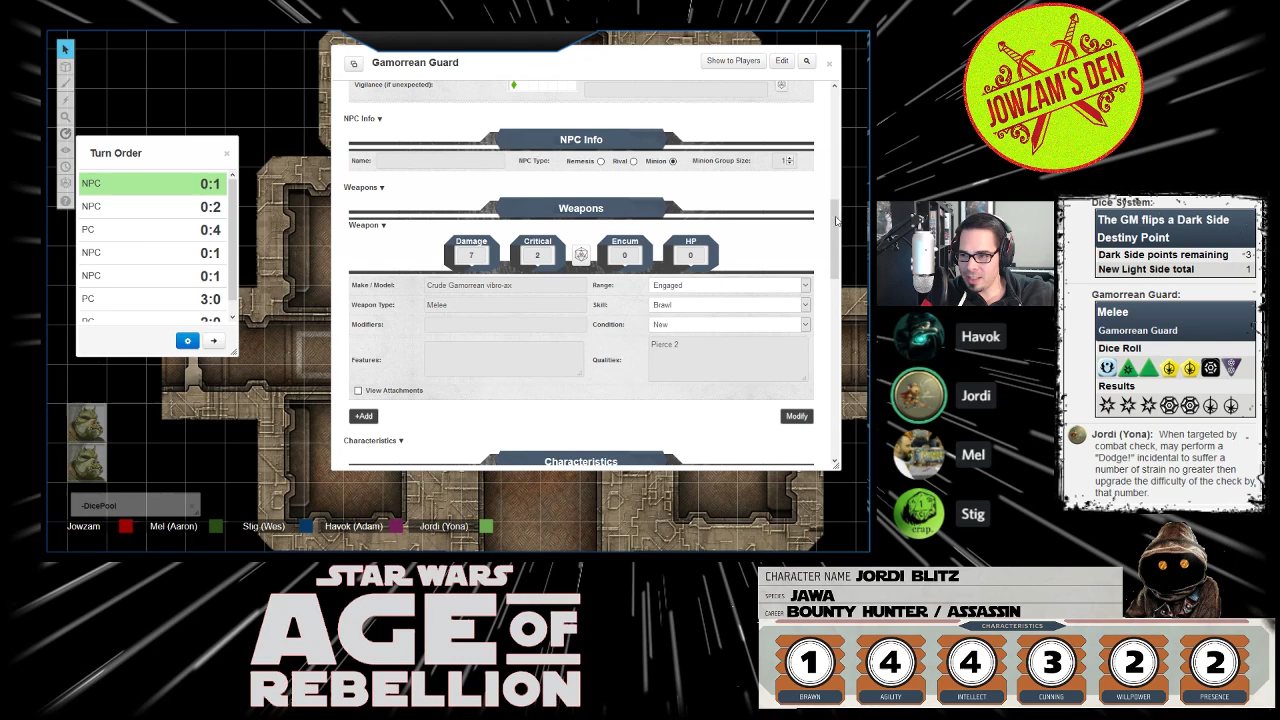 Gamorrean Guard
Show to Players
Edit
Vigilance (if unexpected):
NPC Info
NPC Info
Name:
NPC Type:
Nemesis
Rival
Minion
Minion Group Size:
1
Weapons
Weapons
Weapon
Damage
7
Critical
2
Encum
0
HP
0
Make / Model:
Crude Gamorrean vibro-ax
Range:
Engaged
Weapon Type:
Melee
Skill:
Brawl
Modifiers:
Condition:
New
Features:
Qualities:
Pierce 2
View Attachments
+Add
Modify
Characteristics
Characteristics
Turn Order
NPC 0:1
NPC 0:2
PC 0:4
NPC 0:1
NPC 0:1
PC 3:0
-DicePool
Jowzam
Mel (Aaron)
Stig (Wes)
Havok (Adam)
Jordi (Yona)
JOWZAM'S DEN
Havok
Jordi
Mel
Stig
crap.
Dice System:
The GM flips a Dark Side
Destiny Point
Dark Side points remaining 3
New Light Side total 1
Gamorrean Guard:
Melee
Gamorrean Guard
Dice Roll
Results
Jordi (Yona): When targeted by
combat check, may perform a
"Dodge!" incidental to suffer a
number of strain no greater then
upgrade the difficulty of the check by
that number.
STAR WARS
AGE OF
REBELLION
CHARACTER NAME JORDI BLITZ
SPECIES JAWA
CAREER BOUNTY HUNTER / ASSASSIN
CHARACTERISTICS
1 4 4 3 2 2
BRAWN AGILITY INTELLECT CUNNING WILLPOWER PRESENCE